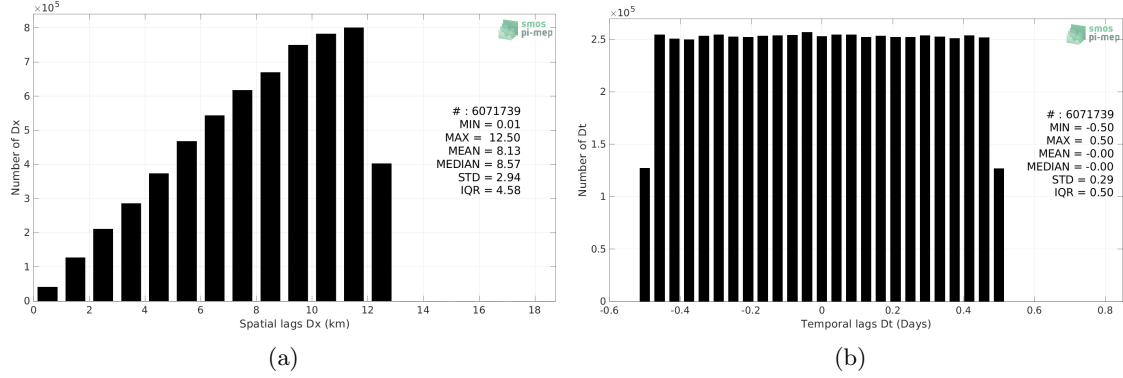 ×10⁵
8
7
6
5
4
3
2
1
0
Number of Dx
smos
pi-mep
# : 6071739
MIN = 0.01
MAX = 12.50
MEAN = 8.13
MEDIAN = 8.57
STD = 2.94
IQR = 4.58
0 2 4 6 8 10 12 14 16 18
Spatial lags Dx (km)
(a)
×10⁵
2.5
2
1.5
1
0.5
0
Number of Dt
smos
pi-mep
# : 6071739
MIN = -0.50
MAX = 0.50
MEAN = -0.00
MEDIAN = -0.00
STD = 0.29
IQR = 0.50
-0.6 -0.4 -0.2 0 0.2 0.4 0.6 0.8
Temporal lags Dt (Days)
(b)